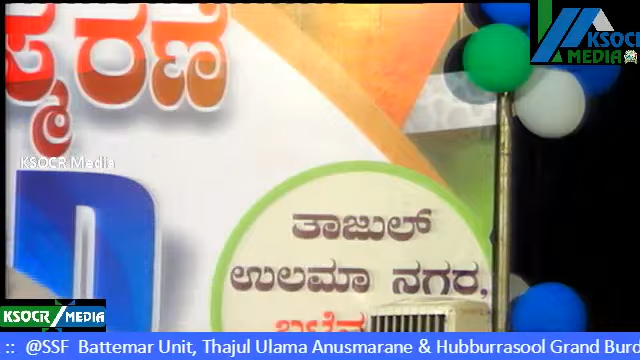 KSOCR
MEDIA
ಸ್ಮರಣೆ
KSOCR Media
ತಾಜುಲ್
ಉಲಮಾ ನಗರ,
KSOCR MEDIA
:: @SSF Battemar Unit, Thajul Ulama Anusmarane & Hubburrasool Grand Burd